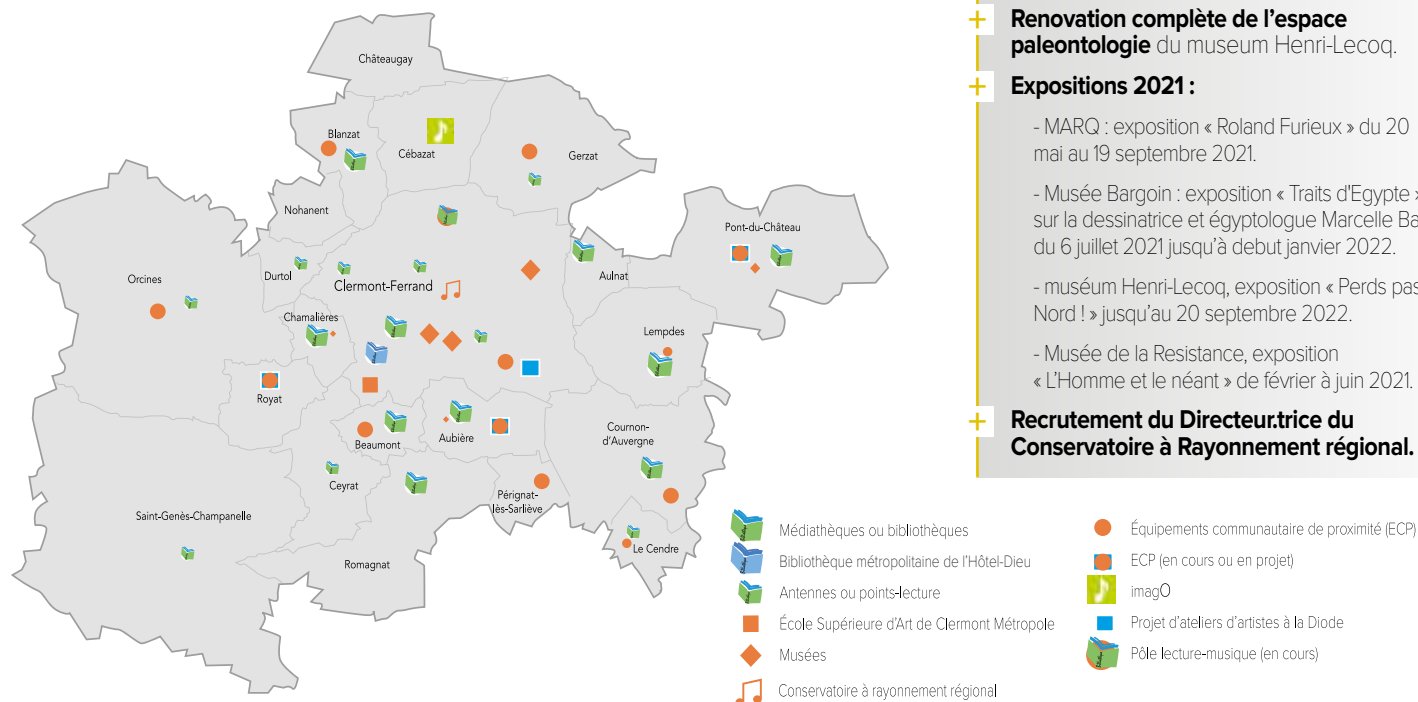 Châteaugay
Blanzat
Cébazat
Gerzat
Nohanent
Pont-du-Château
Orcines
Durtol
Clermont-Ferrand
Aulnat
Chamalières
Lempdes
Royat
Beaumont
Aubière
Cournon-
d'Auvergne
Ceyrat
Pérignat-
lès-Sarliève
Saint-Genès-Champanelle
Romagnat
Le Cendre
Médiathèques ou bibliothèques
Bibliothèque métropolitaine de l'Hôtel-Dieu
Antennes ou points-lecture
École Supérieure d'Art de Clermont Métropole
Musées
Conservatoire à rayonnement régional
Équipements communautaire de proximité (ECP)
ECP (en cours ou en projet)
imagO
Projet d'ateliers d'artistes à la Diode
Pôle lecture-musique (en cours)
+ Renovation complète de l'espace
paleontologie du museum Henri-Lecoq.
+ Expositions 2021 :
- MARQ : exposition « Roland Furieux » du 20
mai au 19 septembre 2021.
- Musée Bargoin : exposition « Traits d'Egypte »
sur la dessinatrice et égyptologue Marcelle
du 6 juillet 2021 jusqu'à debut janvier 2022.
- muséum Henri-Lecoq, exposition « Perds pas
Nord ! » jusqu'au 20 septembre 2022.
- Musée de la Resistance, exposition
« L'Homme et le néant » de février à juin 2021.
+ Recrutement du Directeur.trice du
Conservatoire à Rayonnement régional.